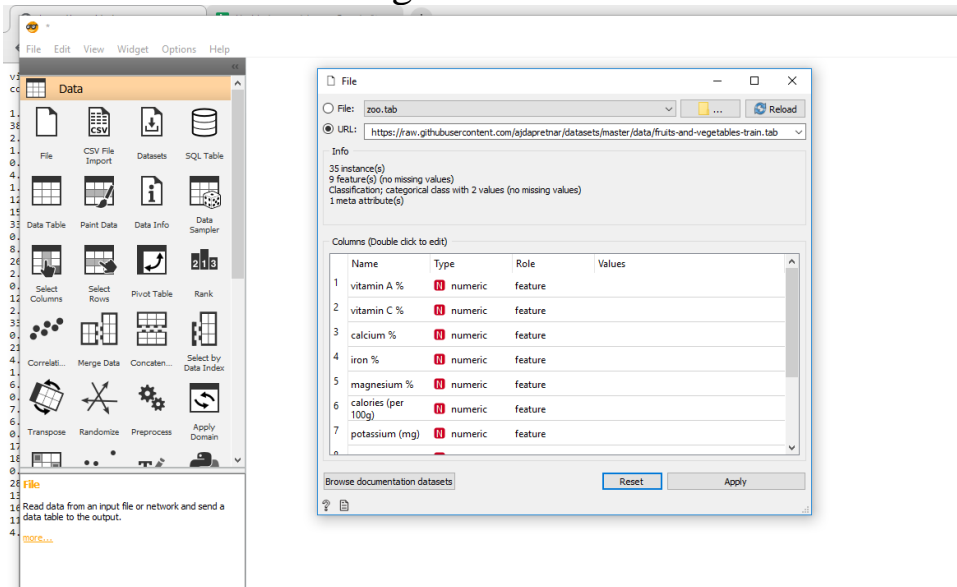 File Edit View Widget Options Help
Data
File
CSV File Import
Datasets
SQL Table
Data Table
Paint Data
Data Info
Data Sampler
Select Columns
Select Rows
Pivot Table
Rank
Correlati...
Merge Data
Concaten...
Select by Data Index
Transpose
Randomize
Preprocess
Apply Domain
File
Read data from an input file or network and send a
data table to the output.
more...
File
File: zoo.tab ... Reload
URL: https://raw.githubusercontent.com/ajdapretnar/datasets/master/data/fruits-and-vegetables-train.tab
Info
35 instance(s)
9 feature(s) (no missing values)
Classification; categorical class with 2 values (no missing values)
1 meta attribute(s)
Columns (Double click to edit)
Name Type Role Values
1 vitamin A % N numeric feature
2 vitamin C % N numeric feature
3 calcium % N numeric feature
4 iron % N numeric feature
5 magnesium % N numeric feature
6 calories (per 100g) N numeric feature
7 potassium (mg) N numeric feature
Browse documentation datasets Reset Apply